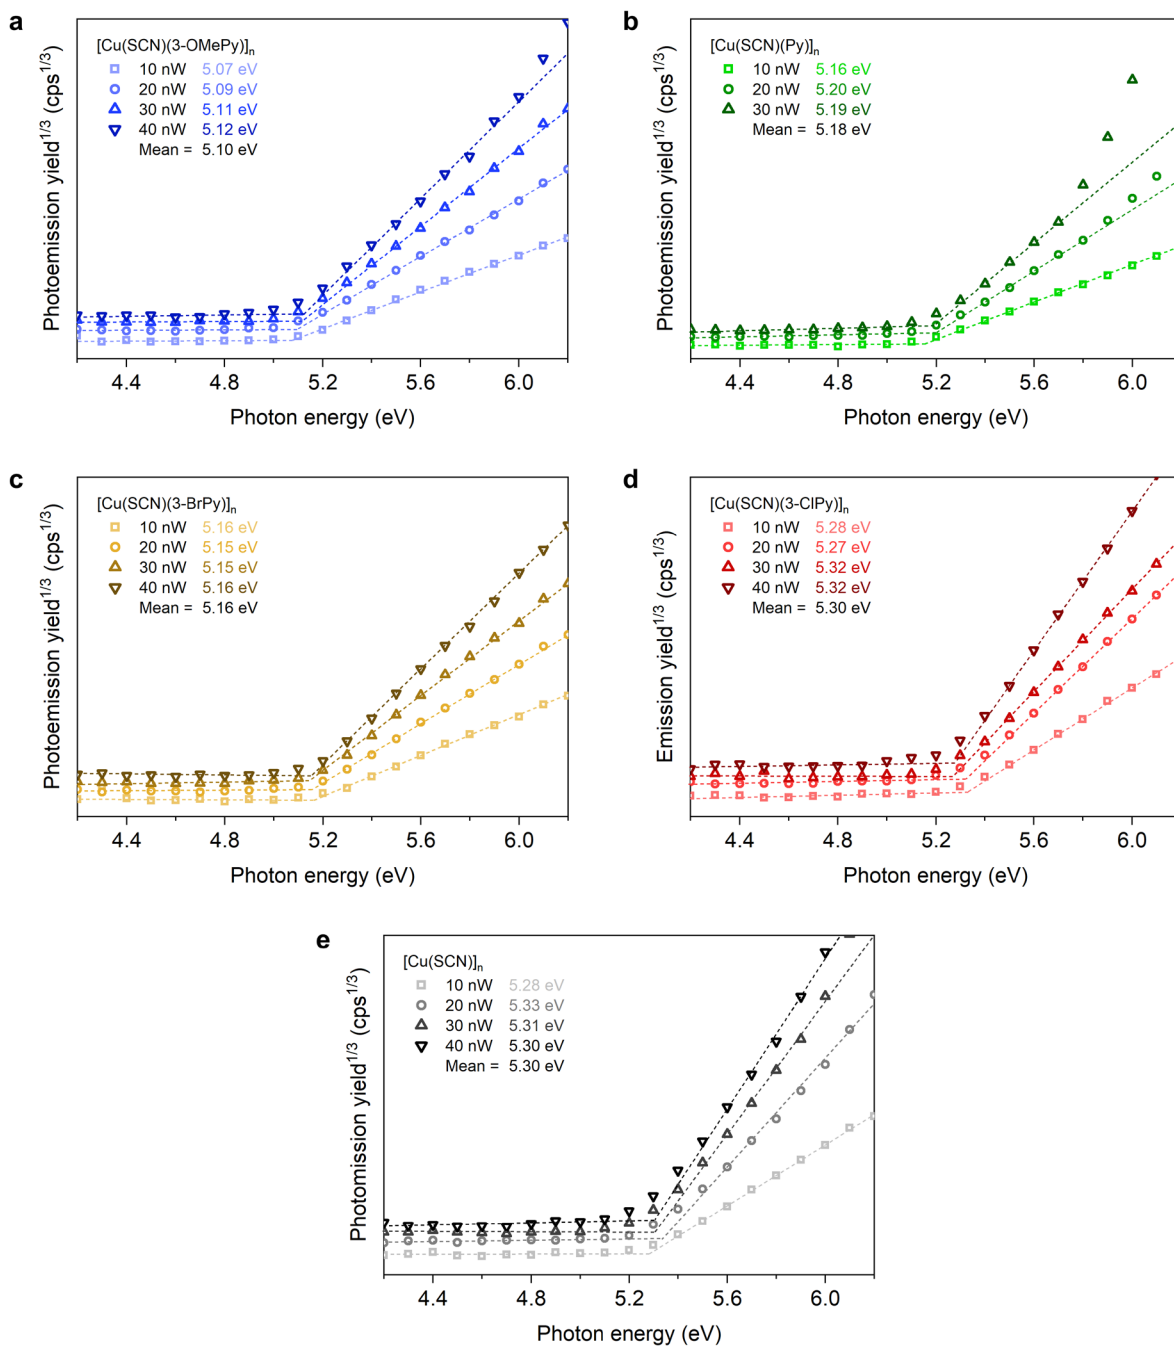 a
[Cu(SCN)(3-OMePy)]n
10 nW 5.07 eV
20 nW 5.09 eV
30 nW 5.11 eV
40 nW 5.12 eV
Mean = 5.10 eV
Photoemission yield1/3 (cps1/3)
4.4 4.8 5.2 5.6 6.0
Photon energy (eV)
b
[Cu(SCN)(Py)]n
10 nW 5.16 eV
20 nW 5.20 eV
30 nW 5.19 eV
Mean = 5.18 eV
Photoemission yield1/3 (cps1/3)
4.4 4.8 5.2 5.6 6.0
Photon energy (eV)
c
[Cu(SCN)(3-BrPy)]n
10 nW 5.16 eV
20 nW 5.15 eV
30 nW 5.15 eV
40 nW 5.16 eV
Mean = 5.16 eV
Photoemission yield1/3 (cps1/3)
4.4 4.8 5.2 5.6 6.0
Photon energy (eV)
d
[Cu(SCN)(3-ClPy)]n
10 nW 5.28 eV
20 nW 5.27 eV
30 nW 5.32 eV
40 nW 5.32 eV
Mean = 5.30 eV
Emission yield1/3 (cps1/3)
4.4 4.8 5.2 5.6 6.0
Photon energy (eV)
e
[Cu(SCN)]n
10 nW 5.28 eV
20 nW 5.33 eV
30 nW 5.31 eV
40 nW 5.30 eV
Mean = 5.30 eV
Photomission yield1/3 (cps1/3)
4.4 4.8 5.2 5.6 6.0
Photon energy (eV)